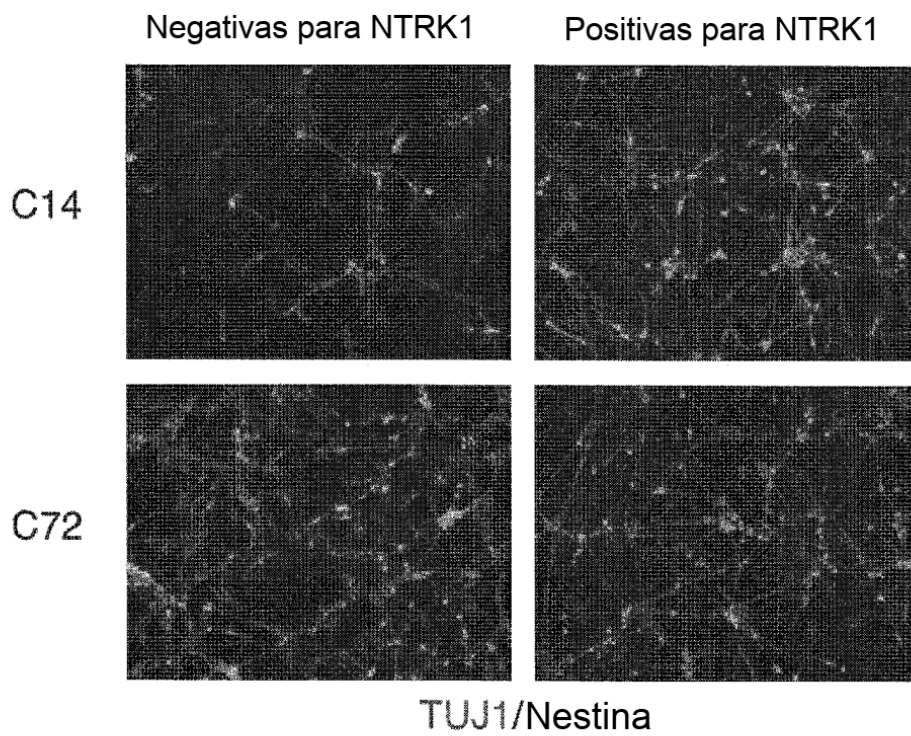 Negativas para NTRK1
Positivas para NTRK1
C14
C72
TUJ1/Nestina